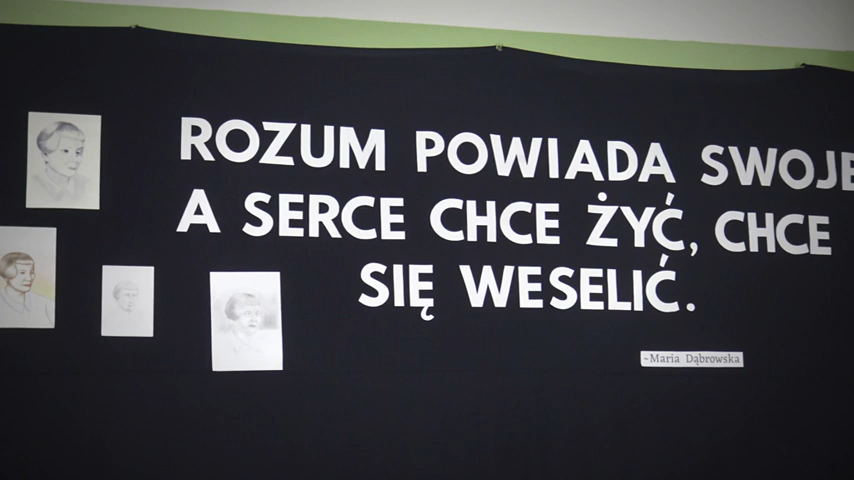 ROZUM POWIADA SWOJE
A SERCE CHCE ŻYĆ, CHCE
SIĘ WESELIĆ.
~Maria Dąbrowska